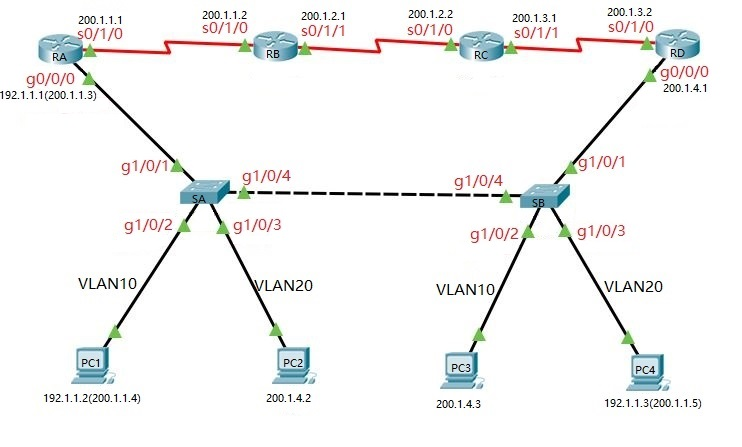 200.1.1.1
s0/1/0
200.1.1.2
s0/1/0
200.1.2.1
s0/1/1
200.1.2.2
s0/1/0
200.1.3.1
s0/1/1
200.1.3.2
s0/1/0
RA
RB
RC
RD
g0/0/0
192.1.1.1(200.1.1.3)
g0/0/0
200.1.4.1
g1/0/1
g1/0/4
SA
g1/0/4
g1/0/1
SB
g1/0/2
g1/0/3
g1/0/2
g1/0/3
VLAN10
VLAN20
VLAN10
VLAN20
PC1
PC2
PC3
PC4
192.1.1.2(200.1.1.4)
200.1.4.2
200.1.4.3
192.1.1.3(200.1.1.5)